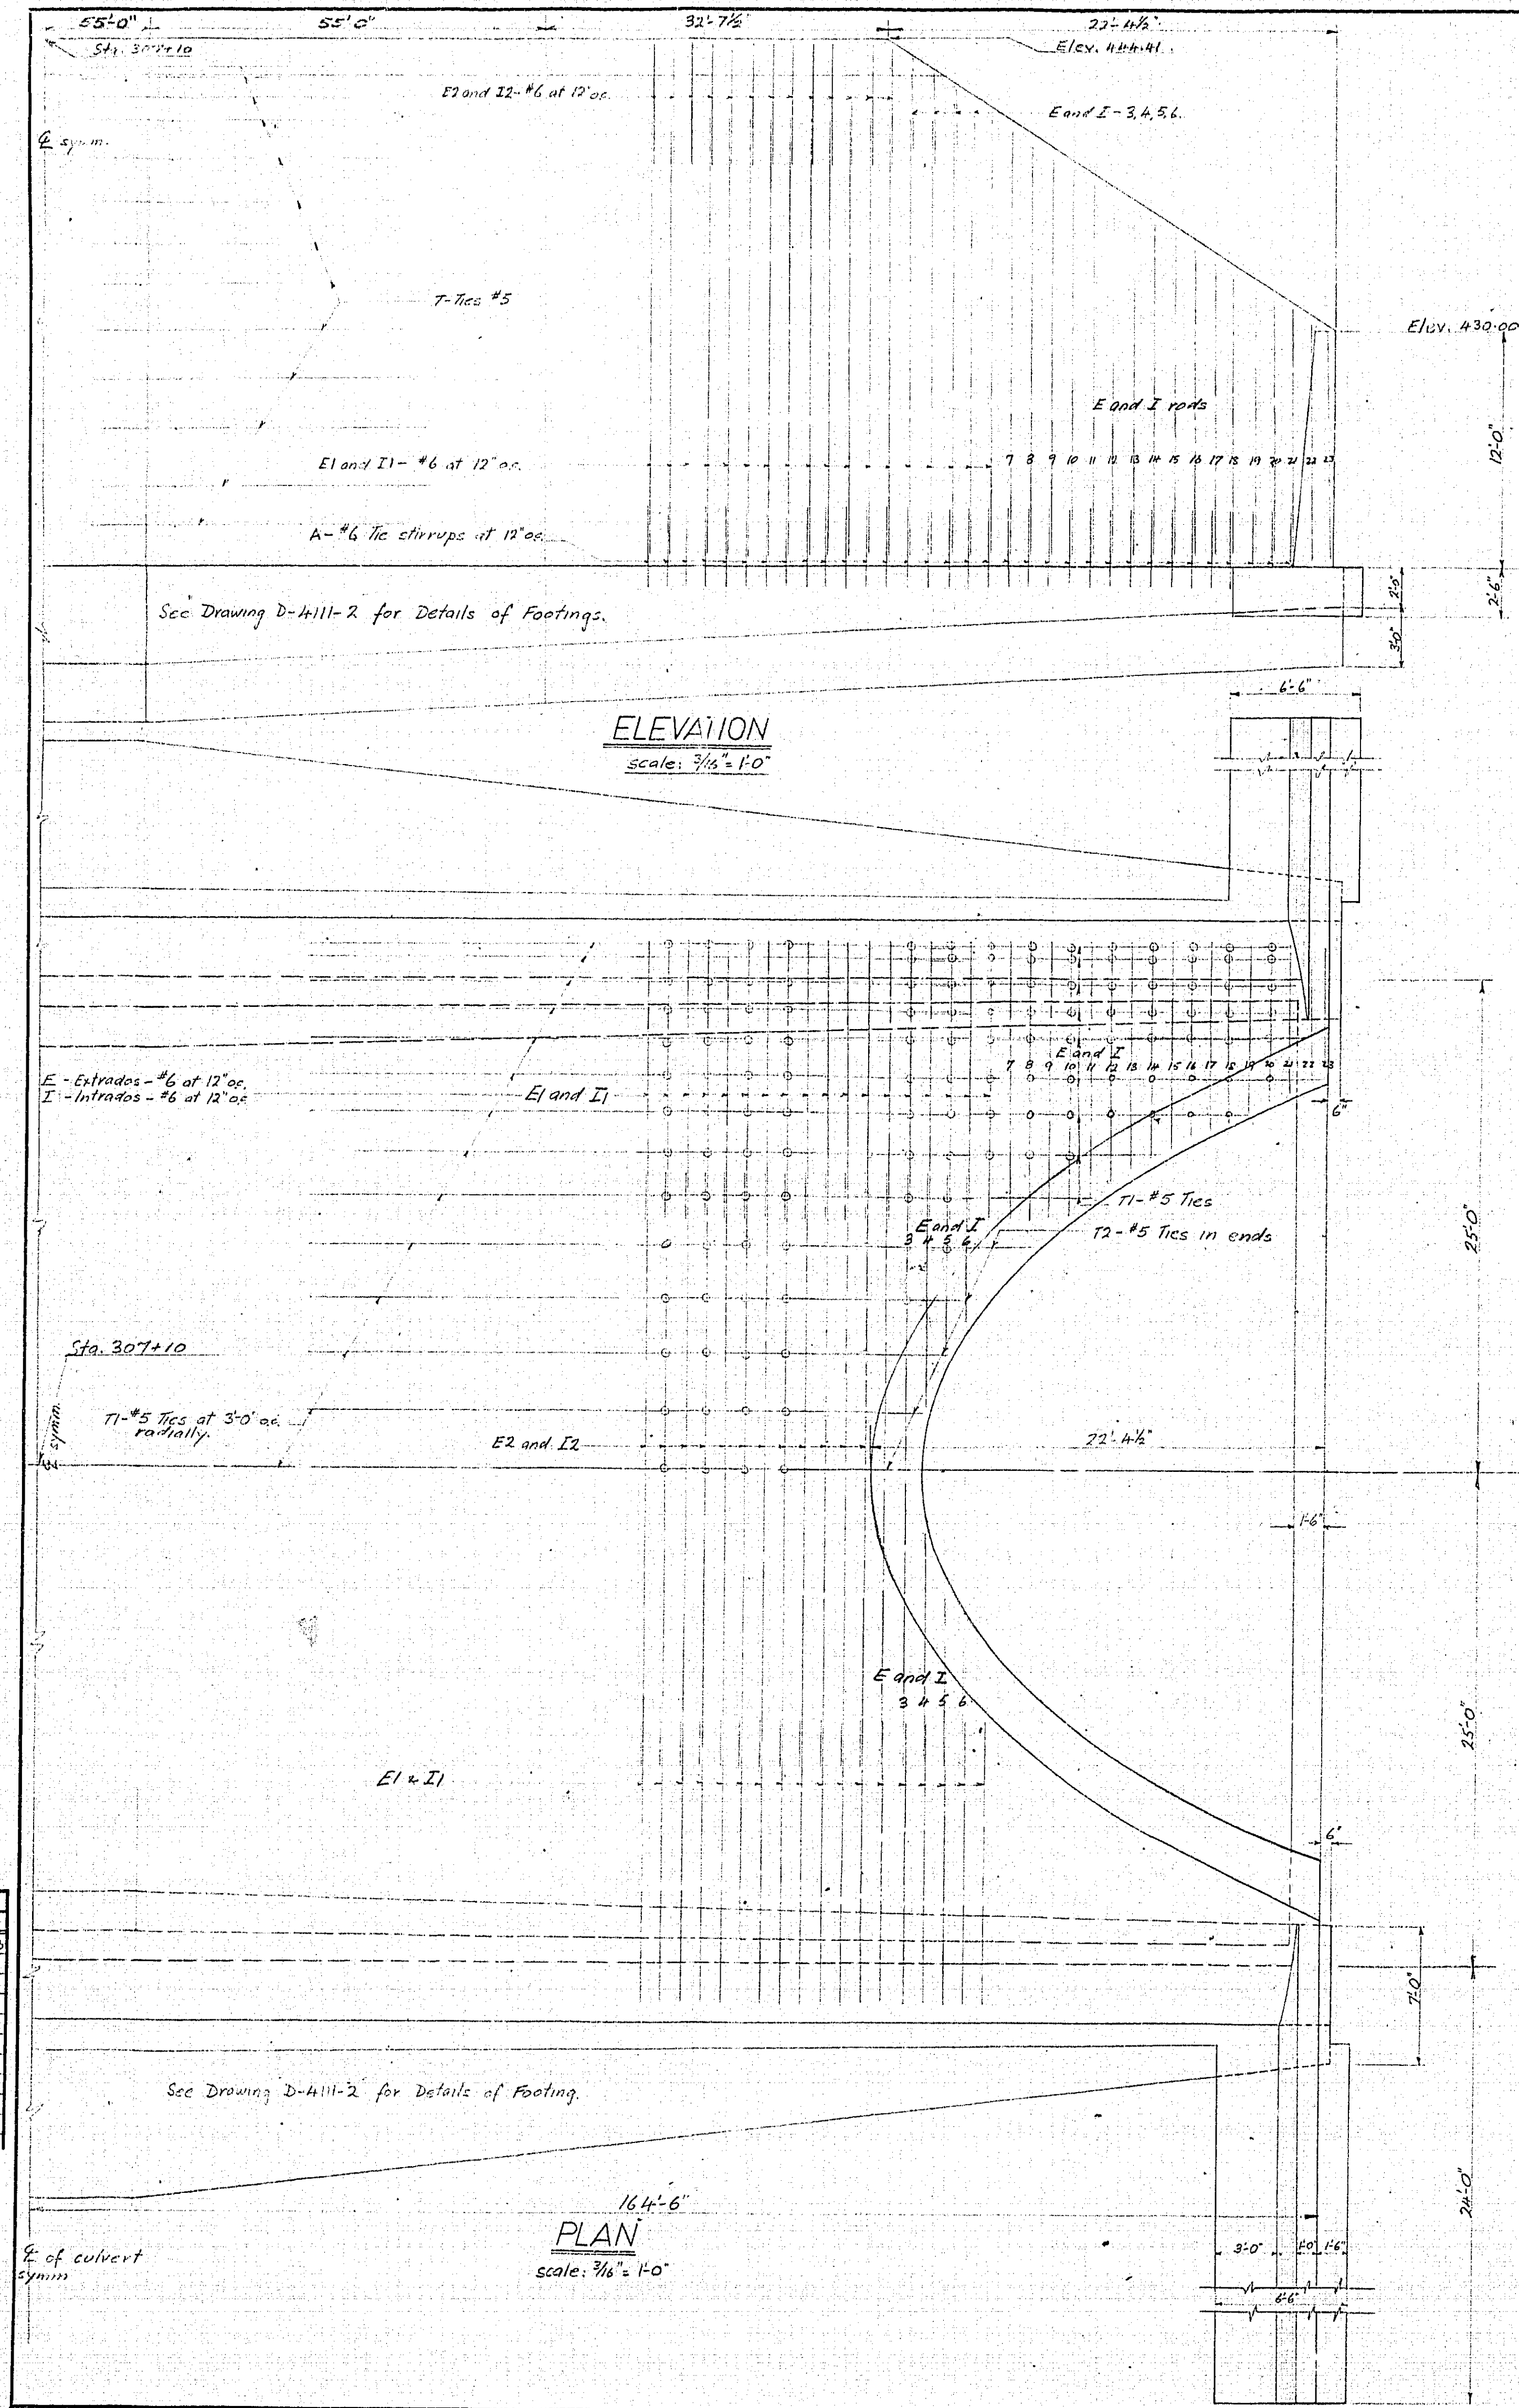 55'-0"
55'-0"
32'-7½"
22'-4½"
Sta. 307+10
Elev. 444.41
E2 and I2-#6 at 12"oc.
E and I-3,4,5,6.
℄ symm.
T-Ties #5
Elev. 430.00
E and I rods
12'-0"
E1 and I1-#6 at 12"oc.
7 8 9 10 11 12 13 14 15 16 17 18 19 20 21 22 23
A-#6 Tie stirrups at 12"oc.
2'-0"
2'-6"
See Drawing D-4111-2 for Details of Footings.
3'-0"
6'-6"
ELEVATION
scale: 3/16"=1'-0"
E-Extrados-#6 at 12"oc.
I-Intrados-#6 at 12"oc
E1 and I1
E and I
7 8 9 10 11 12 13 14 15 16 17 18 19 20 21 22 23
6"
T1-#5 Ties
E and I
3 4 5 6
T2-#5 Ties in ends
25'-0"
Sta. 307+10
T1-#5 Ties at 3'-0" oc.
radially.
symm.
E2 and I2
22'-4½"
1'-6"
E and I
3 4 5 6
25'-0"
E1 & I1
6"
7'-0"
See Drawing D-4111-2 for Details of Footing.
164'-6"
24'-0"
PLAN
scale: 3/16"=1'-0"
℄ of culvert
symm
3'-0"
1'-0"
1'-6"
6'-6"